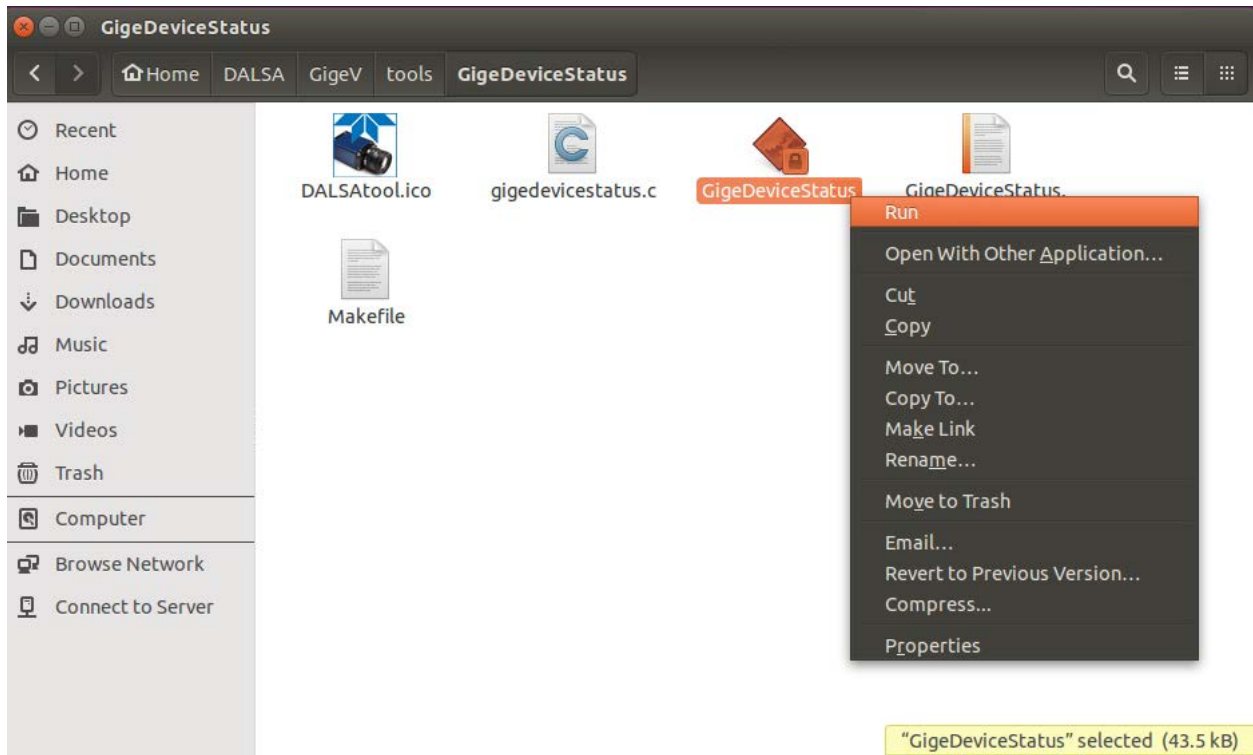 GigeDeviceStatus
Home DALSA GigeV tools GigeDeviceStatus
Recent
Home
Desktop
Documents
Downloads
Music
Pictures
Videos
Trash
Computer
Browse Network
Connect to Server
DALSAtool.ico gigedevicestatus.c GigeDeviceStatus GigeDeviceStatus.
Makefile
Run
Open With Other Application...
Cut
Copy
Move To...
Copy To...
Make Link
Rename...
Move to Trash
Email...
Revert to Previous Version...
Compress...
Properties
“GigeDeviceStatus” selected (43.5 kB)